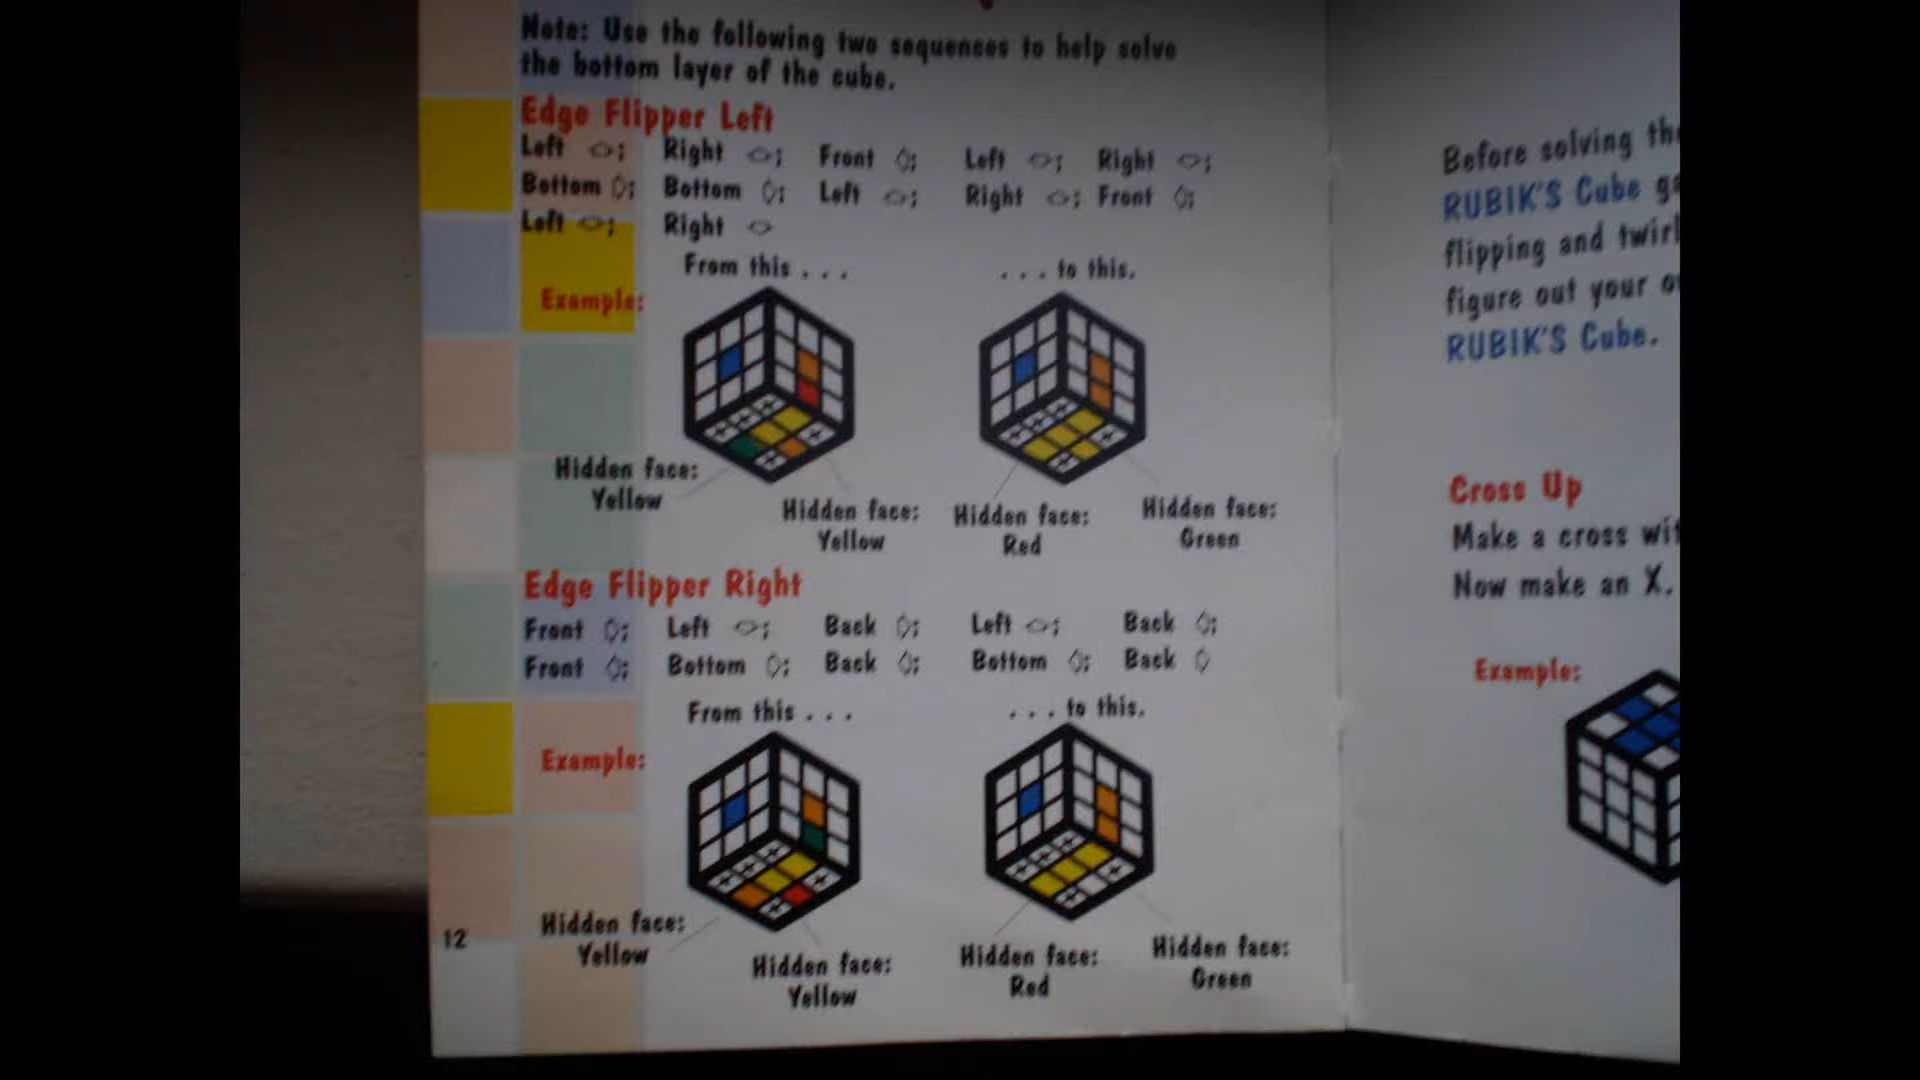 Note: Use the following two sequences to help solve
the bottom layer of the cube.
Edge Flipper Left
Left ; Right ; Front ; Left ; Right ;
Bottom ; Bottom ; Left ; Right ; Front ;
Left ; Right
From this . . . . . . to this.
Example:
Hidden face:
Yellow
Hidden face:
Yellow
Hidden face:
Red
Hidden face:
Green
Edge Flipper Right
Front ; Left ; Back ; Left ; Back ;
Front ; Bottom ; Back ; Bottom ; Back
From this . . . . . . to this.
Example:
Hidden face:
Yellow
Hidden face:
Yellow
Hidden face:
Red
Hidden face:
Green
12
Before solving
RUBIK'S Cube
flipping and
figure out your
RUBIK'S Cube.
Cross Up
Make a cross
Now make an X.
Example: